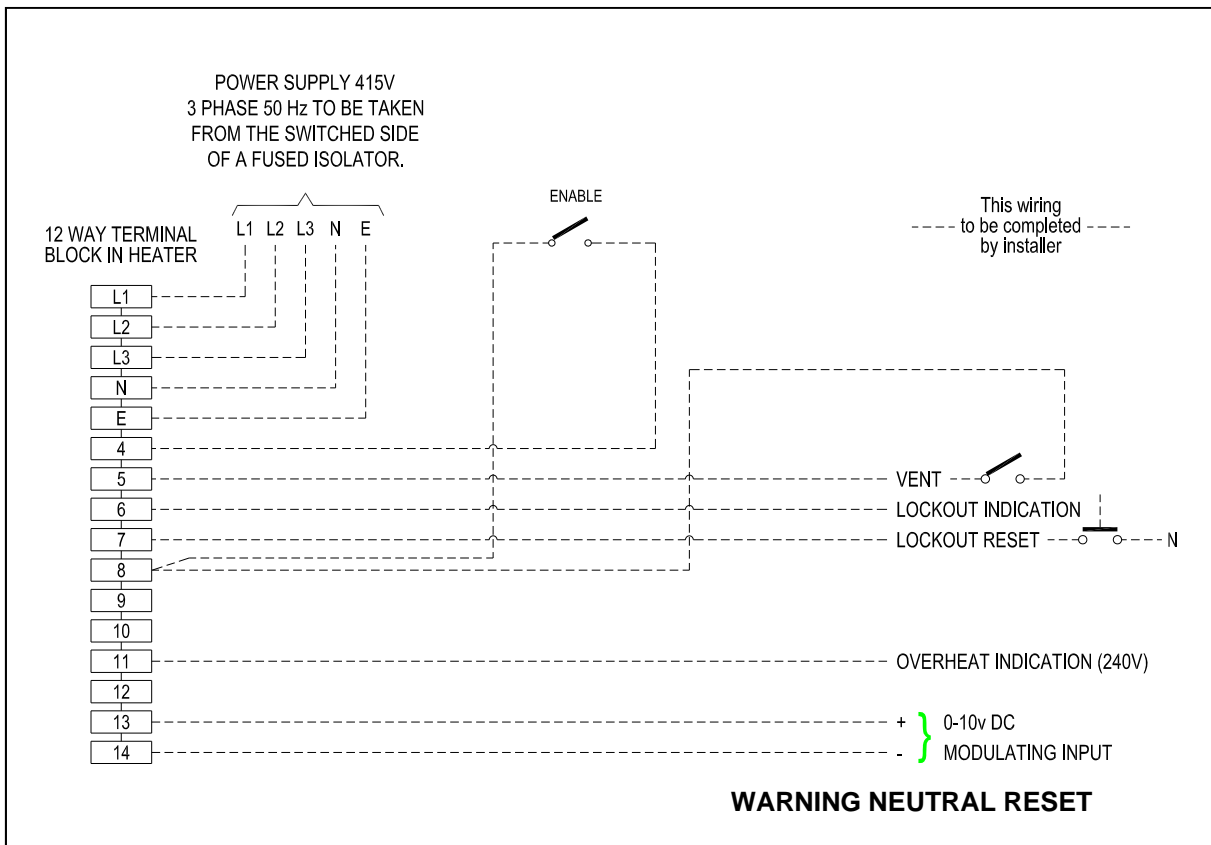 POWER SUPPLY 415V
3 PHASE 50 Hz TO BE TAKEN
FROM THE SWITCHED SIDE
OF A FUSED ISOLATOR.
ENABLE
This wiring
to be completed
by installer
12 WAY TERMINAL
BLOCK IN HEATER
L1 L2 L3 N E
L1
L2
L3
N
E
4
5 VENT
6 LOCKOUT INDICATION
7 LOCKOUT RESET N
8
9
10
11 OVERHEAT INDICATION (240V)
12
13 + 0-10v DC
14 - MODULATING INPUT
WARNING NEUTRAL RESET